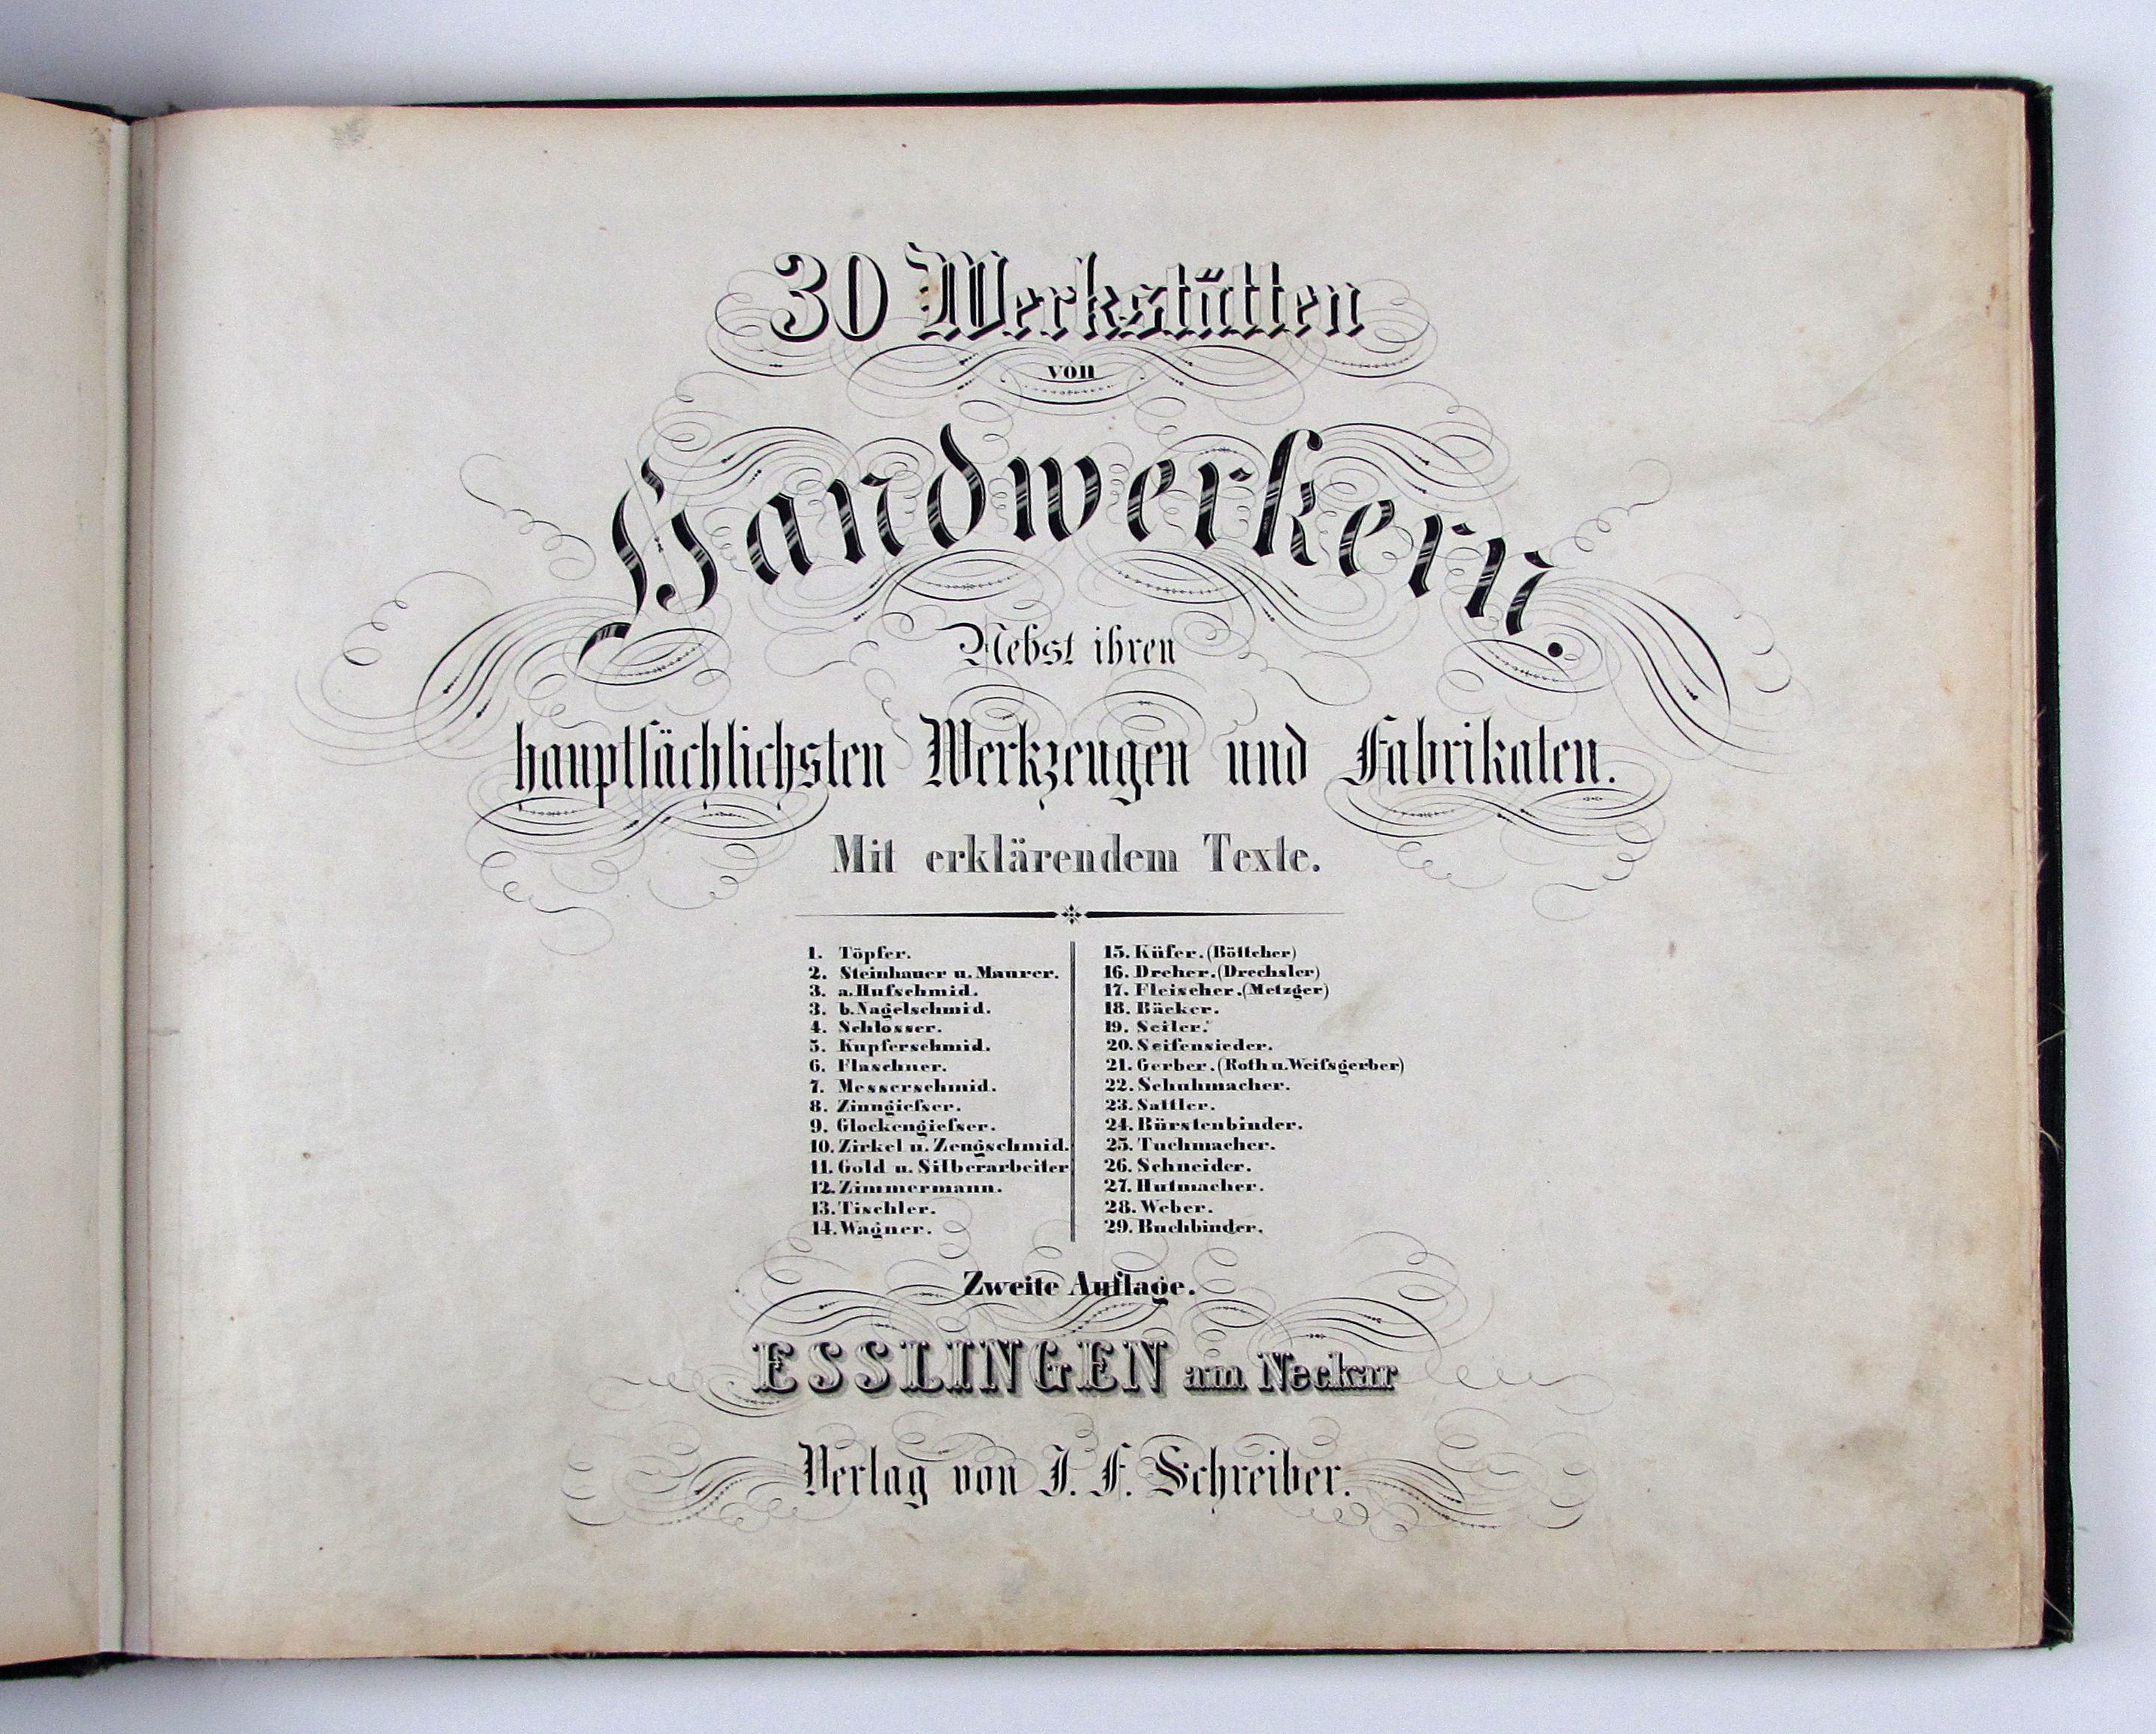 30 Werkstätten
von
Handwerkern.
Nebst ihren
hauptsächlichsten Werkzeugen und Fabrikaten.
Mit erklärendem Texte.
1. Töpfer.
2. Steinhauer u. Maurer.
3. a. Hufschmid.
3. b. Nagelschmid.
4. Schlosser.
5. Kupferschmid.
6. Flaschner.
7. Messerschmid.
8. Zinngiefser.
9. Glockengiefser.
10. Zirkel u. Zeugschmid.
11. Gold u. Silberarbeiter
12. Zimmermann.
13. Tischler.
14. Wagner.
15. Küfer. (Böttcher)
16. Dreher. (Drechsler)
17. Fleischer. (Metzger)
18. Bäcker.
19. Seiler.
20. Seifensieder.
21. Gerber. (Roth u. Weifsgerber)
22. Schuhmacher.
23. Sattler.
24. Bürstenbinder.
25. Tuchmacher.
26. Schneider.
27. Hutmacher.
28. Weber.
29. Buchbinder.
Zweite Auflage.
ESSLINGEN am Neckar
Verlag von J. F. Schreiber.